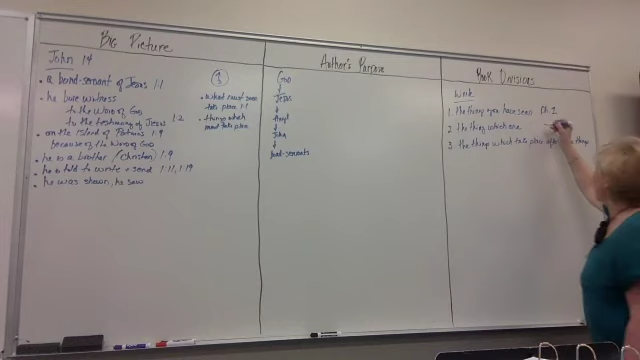 Big Picture
John 14
• a bond-servant of Jesus 1:1
• he bore witness
to the Word of God
to the testimony of Jesus 1:2
• on the island of Patmos 1:9
because of the Word of God
• he is a brother (Christian) 1:9
• he is told to write + send 1:11, 1:19
• he was shown, he saw
• what must soon
take place 1:1
• things which
must take place
Author's Purpose
God
Jesus
Angel
John
bond-servants
Book Divisions
Write
1. the things you have seen Ch. 1
2. the things which are
3. the things which take place after things